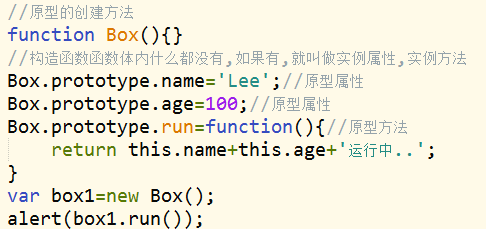 //原型的创建方法
function Box(){}
//构造函数函数体内什么都没有,如果有,就叫做实例属性,实例方法
Box.prototype.name='Lee';//原型属性
Box.prototype.age=100;//原型属性
Box.prototype.run=function(){//原型方法
    return this.name+this.age+'运行中..';
}
var box1=new Box();
alert(box1.run());